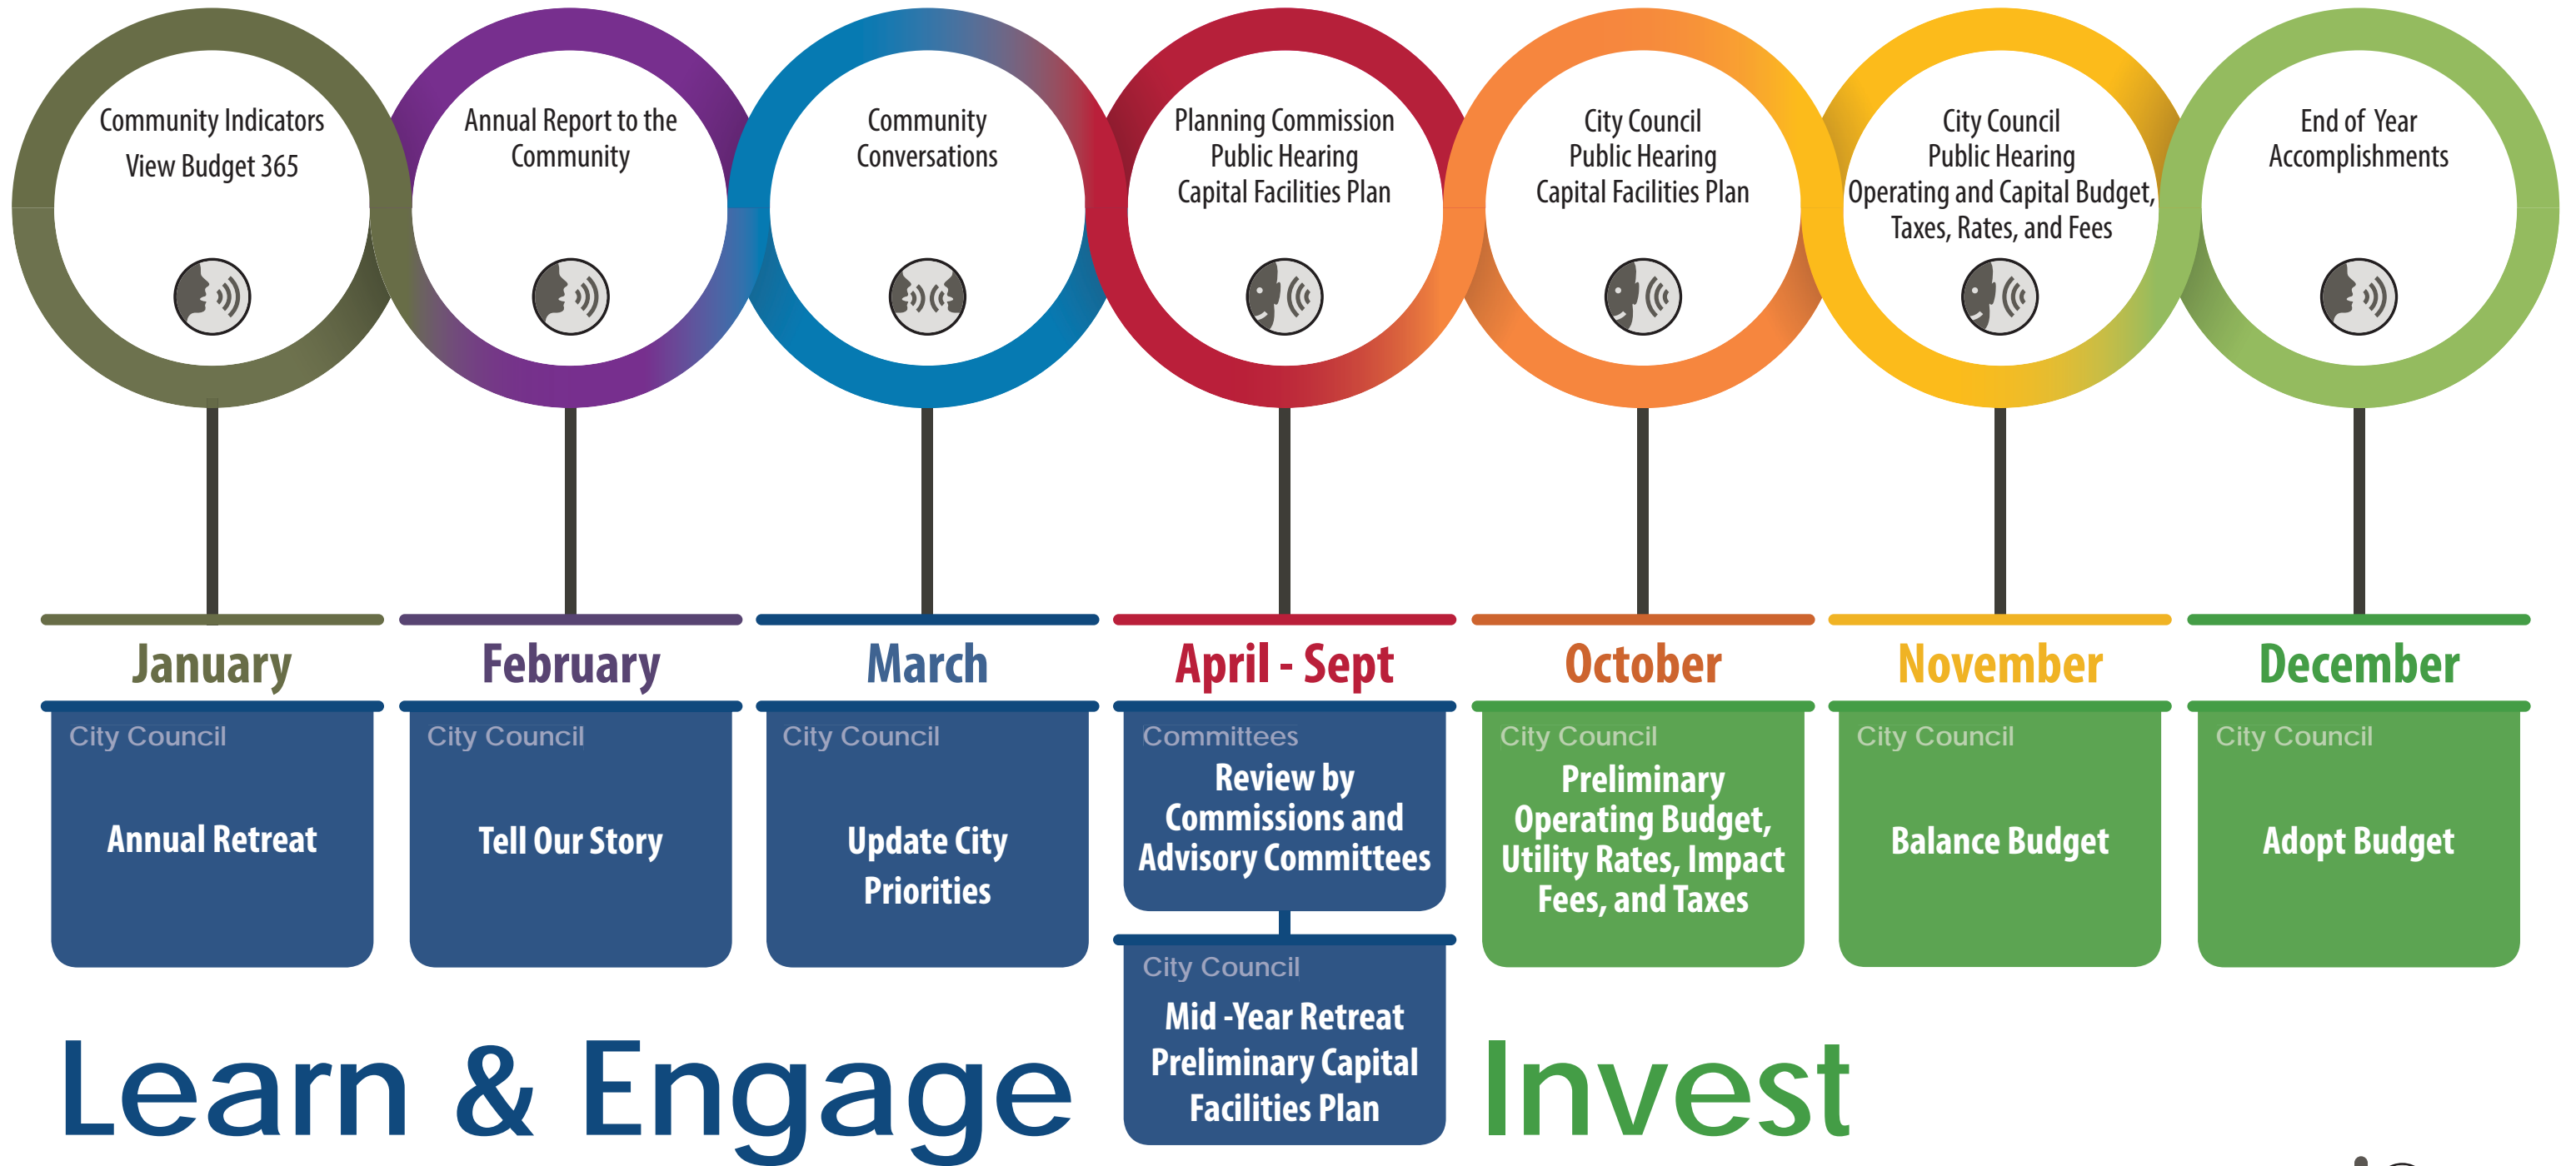 Community Indicators
View Budget 365
Annual Report to the
Community
Community
Conversations
Planning Commission
Public Hearing
Capital Facilities Plan
City Council
Public Hearing
Capital Facilities Plan
City Council
Public Hearing
Operating and Capital Budget,
Taxes, Rates, and Fees
End of Year
Accomplishments
January
February
March
April - Sept
October
November
December
City Council
Annual Retreat
City Council
Tell Our Story
City Council
Update City
Priorities
Committees
Review by
Commissions and
Advisory Committees
City Council
Mid -Year Retreat
Preliminary Capital
Facilities Plan
City Council
Preliminary
Operating Budget,
Utility Rates, Impact
Fees, and Taxes
City Council
Balance Budget
City Council
Adopt Budget
Learn & Engage
Invest